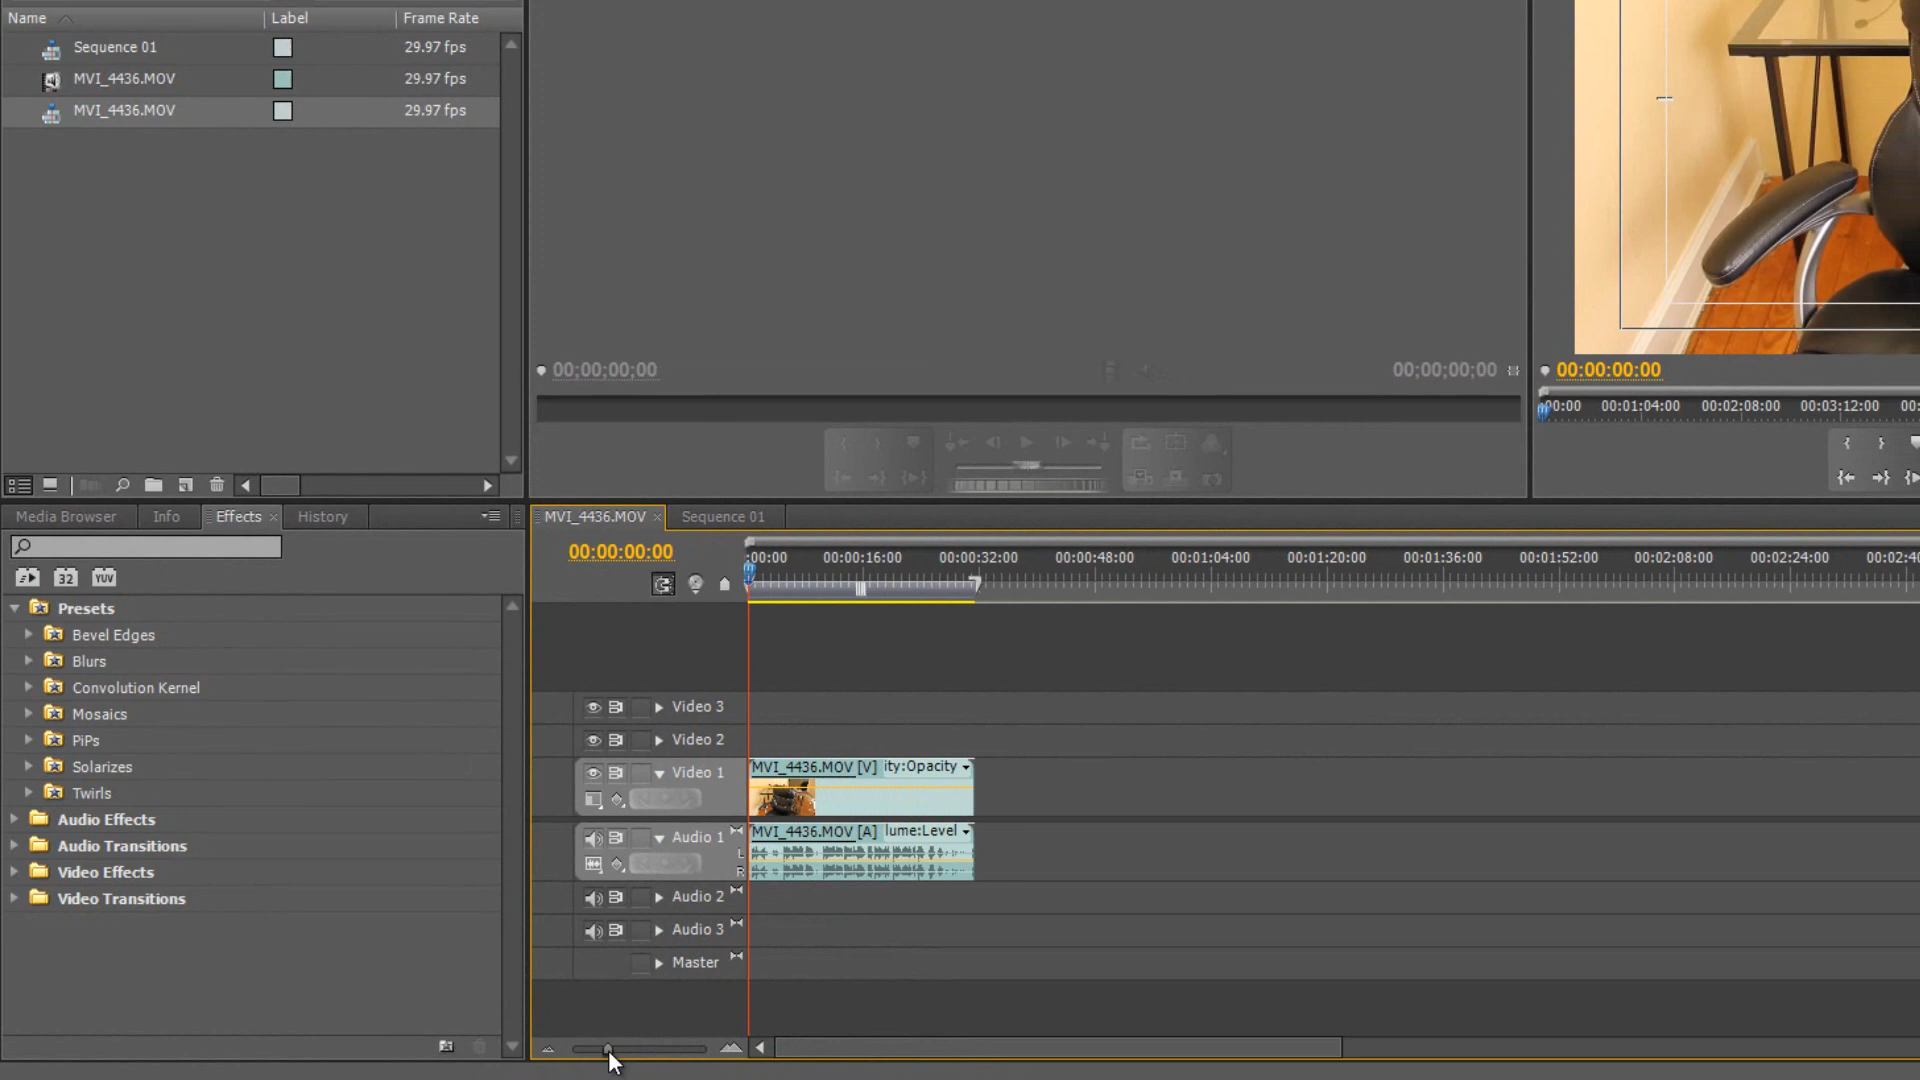 Name Label Frame Rate
Sequence 01 29.97 fps
MVI_4436.MOV 29.97 fps
MVI_4436.MOV 29.97 fps
00;00;00;00 00;00;00;00 00:00:00:00
00:00 00:01:04:00 00:02:08:00 00:03:12:00 00:
Media Browser Info Effects × History
MVI_4436.MOV × Sequence 01
00:00:00:00
:00:00 00:00:16:00 00:00:32:00 00:00:48:00 00:01:04:00 00:01:20:00 00:01:36:00 00:01:52:00 00:02:08:00 00:02:24:00 00:02:40
32 YUV
Presets
Bevel Edges
Blurs
Convolution Kernel
Mosaics
PiPs
Solarizes
Twirls
Audio Effects
Audio Transitions
Video Effects
Video Transitions
Video 3
Video 2
Video 1
MVI_4436.MOV [V] ity:Opacity
Audio 1
MVI_4436.MOV [A] lume:Level
L
R
Audio 2
Audio 3
Master